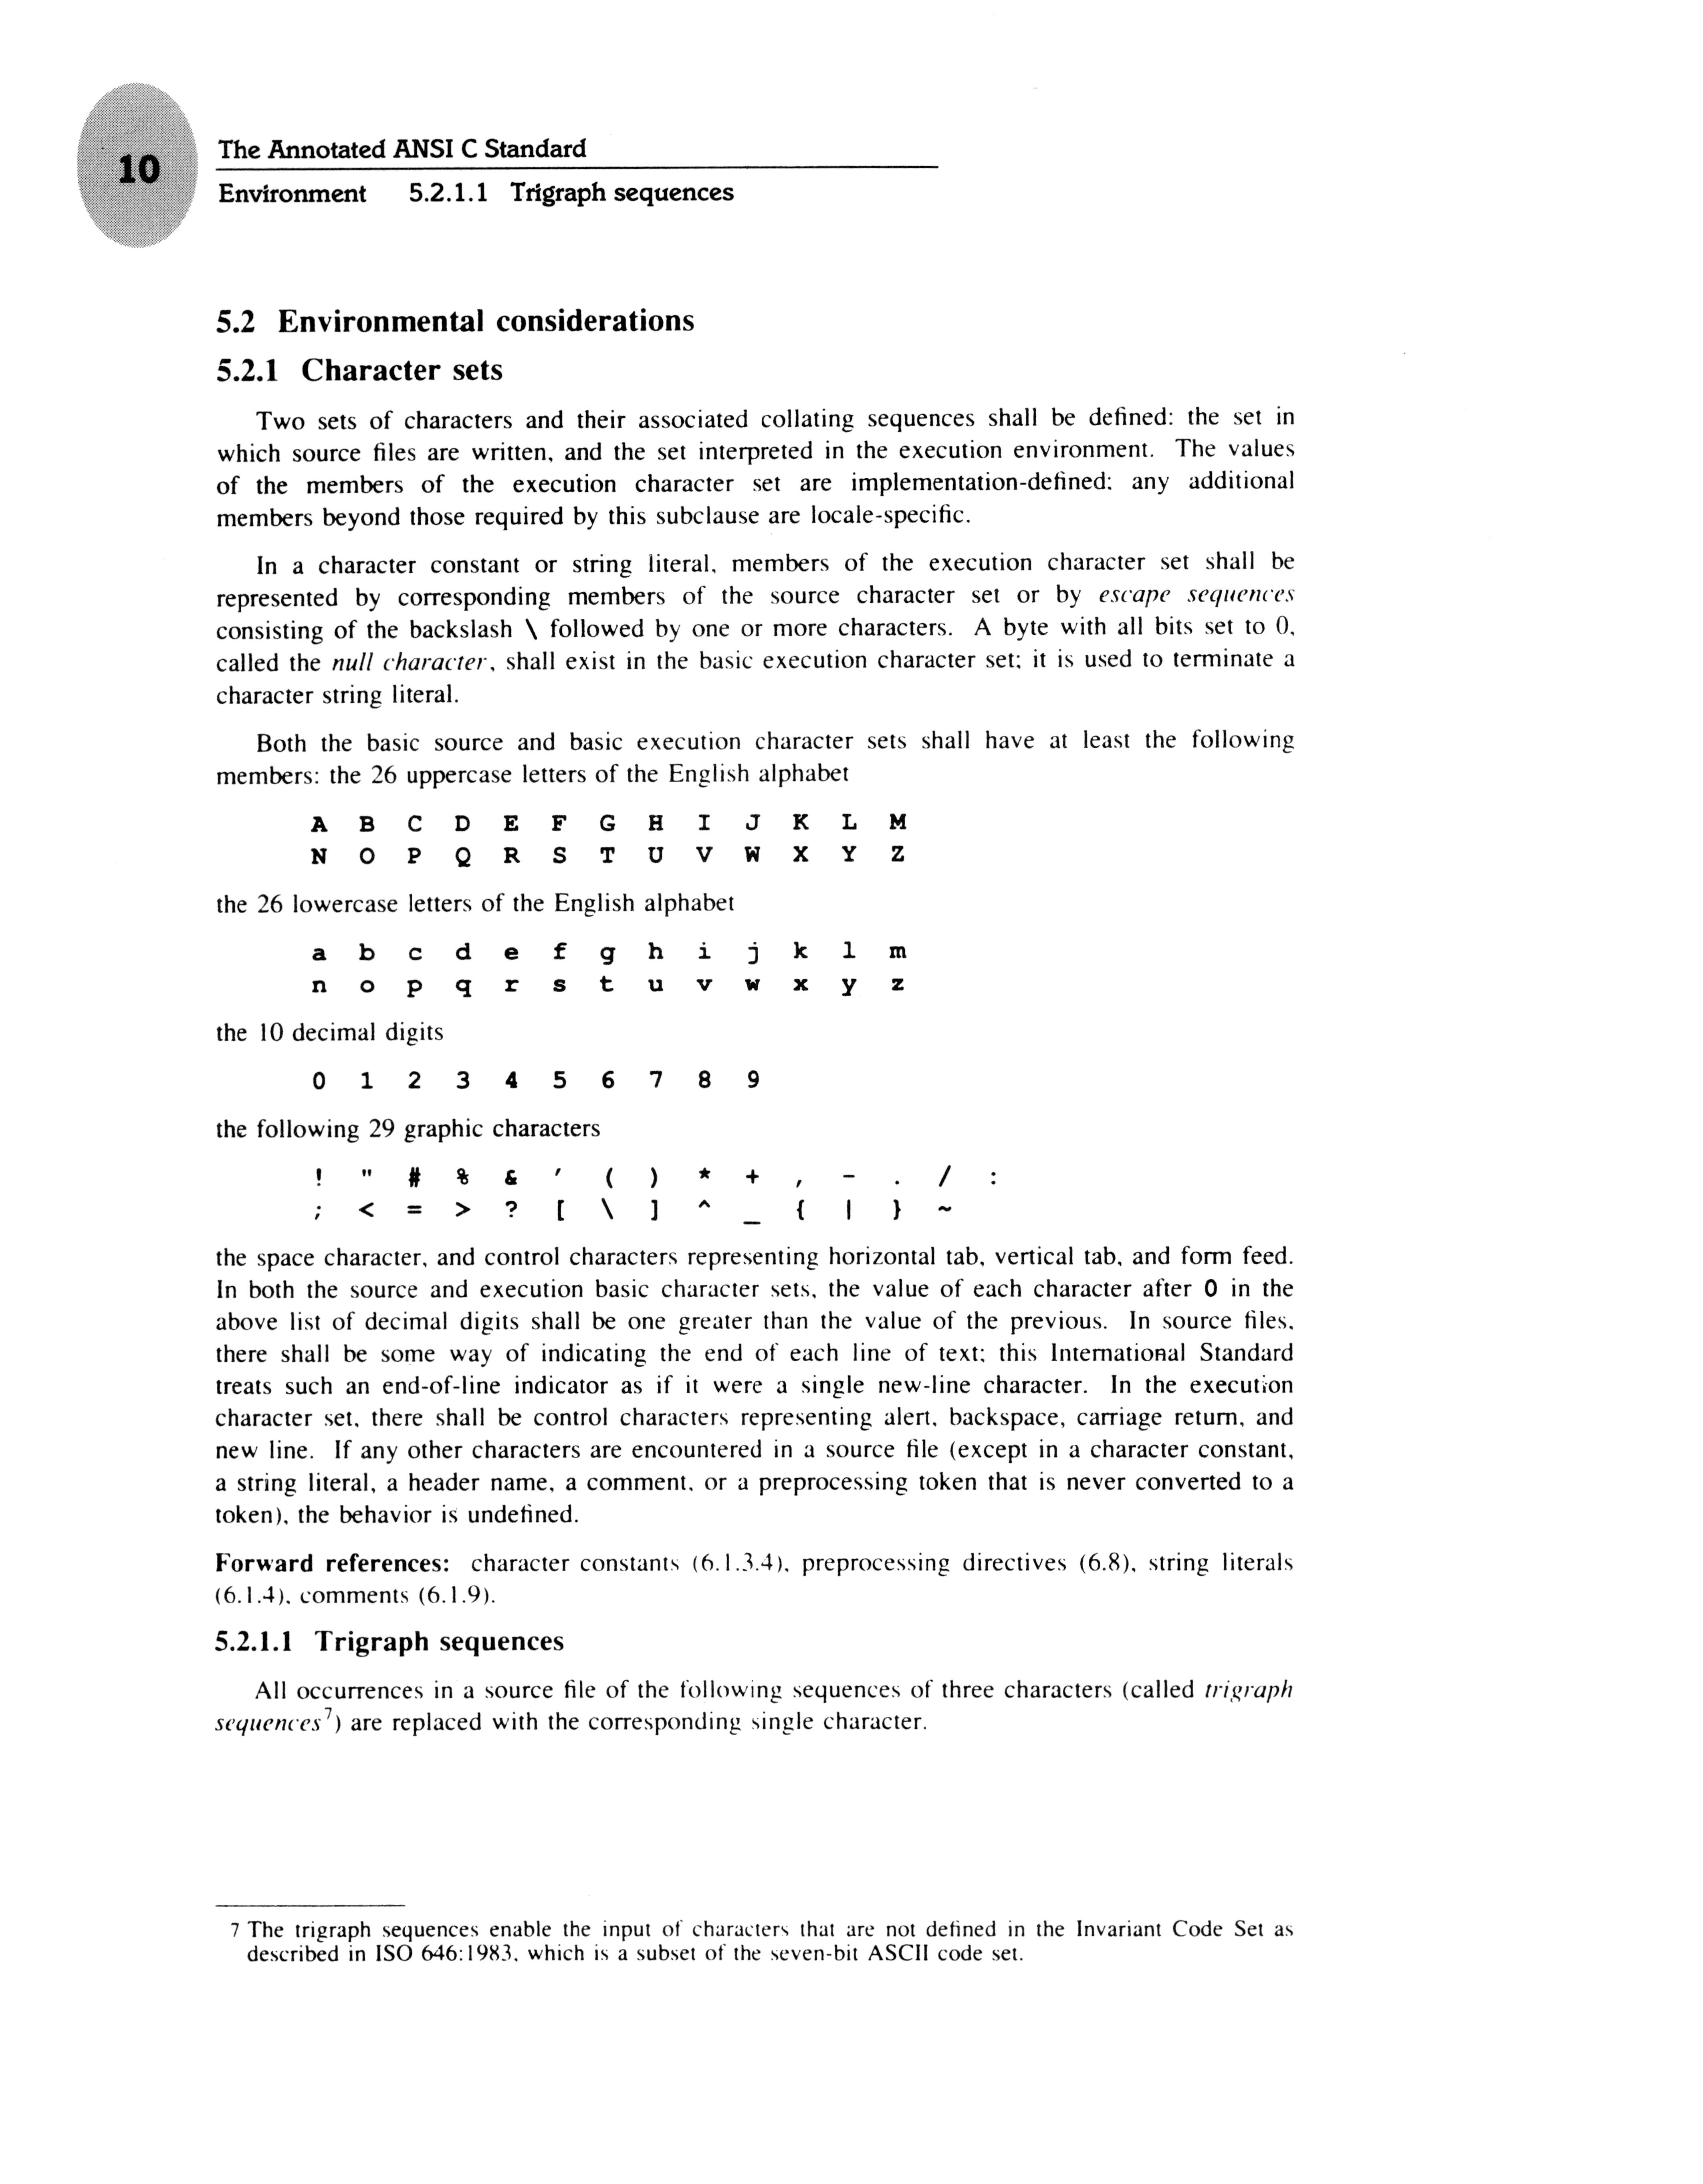 10
The Annotated ANSI C Standard
Environment 5.2.1.1 Trigraph sequences
5.2 Environmental considerations
5.2.1 Character sets
Two sets of characters and their associated collating sequences shall be defined: the set in
which source files are written, and the set interpreted in the execution environment. The values
of the members of the execution character set are implementation-defined; any additional
members beyond those required by this subclause are locale-specific.
In a character constant or string literal, members of the execution character set shall be
represented by corresponding members of the source character set or by escape sequences
consisting of the backslash \ followed by one or more characters. A byte with all bits set to 0,
called the null character, shall exist in the basic execution character set; it is used to terminate a
character string literal.
Both the basic source and basic execution character sets shall have at least the following
members: the 26 uppercase letters of the English alphabet
A B C D E F G H I J K L M
N O P Q R S T U V W X Y Z
the 26 lowercase letters of the English alphabet
a b c d e f g h i j k l m
n o p q r s t u v w x y z
the 10 decimal digits
0 1 2 3 4 5 6 7 8 9
the following 29 graphic characters
! " # % & ' ( ) * + , - . / :
; < = > ? [ \ ] ^ _ { | } ~
the space character, and control characters representing horizontal tab, vertical tab, and form feed.
In both the source and execution basic character sets, the value of each character after 0 in the
above list of decimal digits shall be one greater than the value of the previous. In source files,
there shall be some way of indicating the end of each line of text; this International Standard
treats such an end-of-line indicator as if it were a single new-line character. In the execution
character set, there shall be control characters representing alert, backspace, carriage return, and
new line. If any other characters are encountered in a source file (except in a character constant,
a string literal, a header name, a comment, or a preprocessing token that is never converted to a
token), the behavior is undefined.
Forward references: character constants (6.1.3.4), preprocessing directives (6.8), string literals
(6.1.4), comments (6.1.9).
5.2.1.1 Trigraph sequences
All occurrences in a source file of the following sequences of three characters (called trigraph
sequences7) are replaced with the corresponding single character.
7 The trigraph sequences enable the input of characters that are not defined in the Invariant Code Set as
described in ISO 646:1983, which is a subset of the seven-bit ASCII code set.